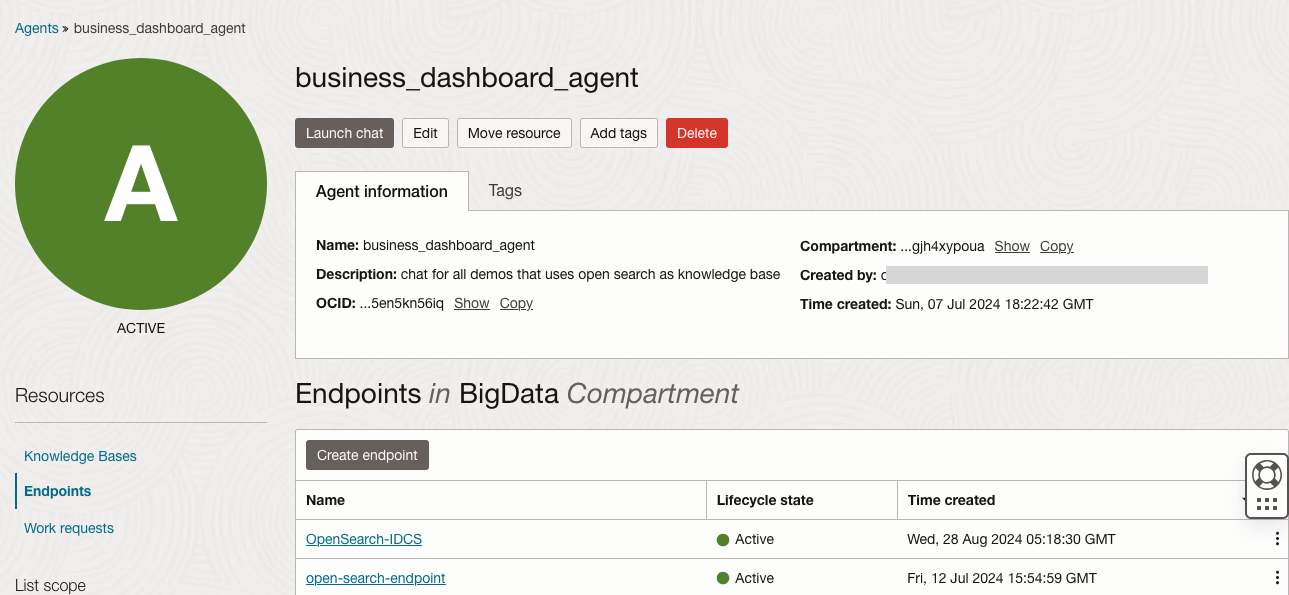 Agents » business_dashboard_agent
A
ACTIVE
business_dashboard_agent
Launch chat Edit Move resource Add tags Delete
Agent information Tags
Name: business_dashboard_agent
Description: chat for all demos that uses open search as knowledge base
OCID: ...5en5kn56iq Show Copy
Compartment: ...gjh4xypoua Show Copy
Created by:
Time created: Sun, 07 Jul 2024 18:22:42 GMT
Resources
Knowledge Bases
Endpoints
Work requests
List scope
Endpoints in BigData Compartment
Create endpoint
Name Lifecycle state Time created
OpenSearch-IDCS Active Wed, 28 Aug 2024 05:18:30 GMT
open-search-endpoint Active Fri, 12 Jul 2024 15:54:59 GMT